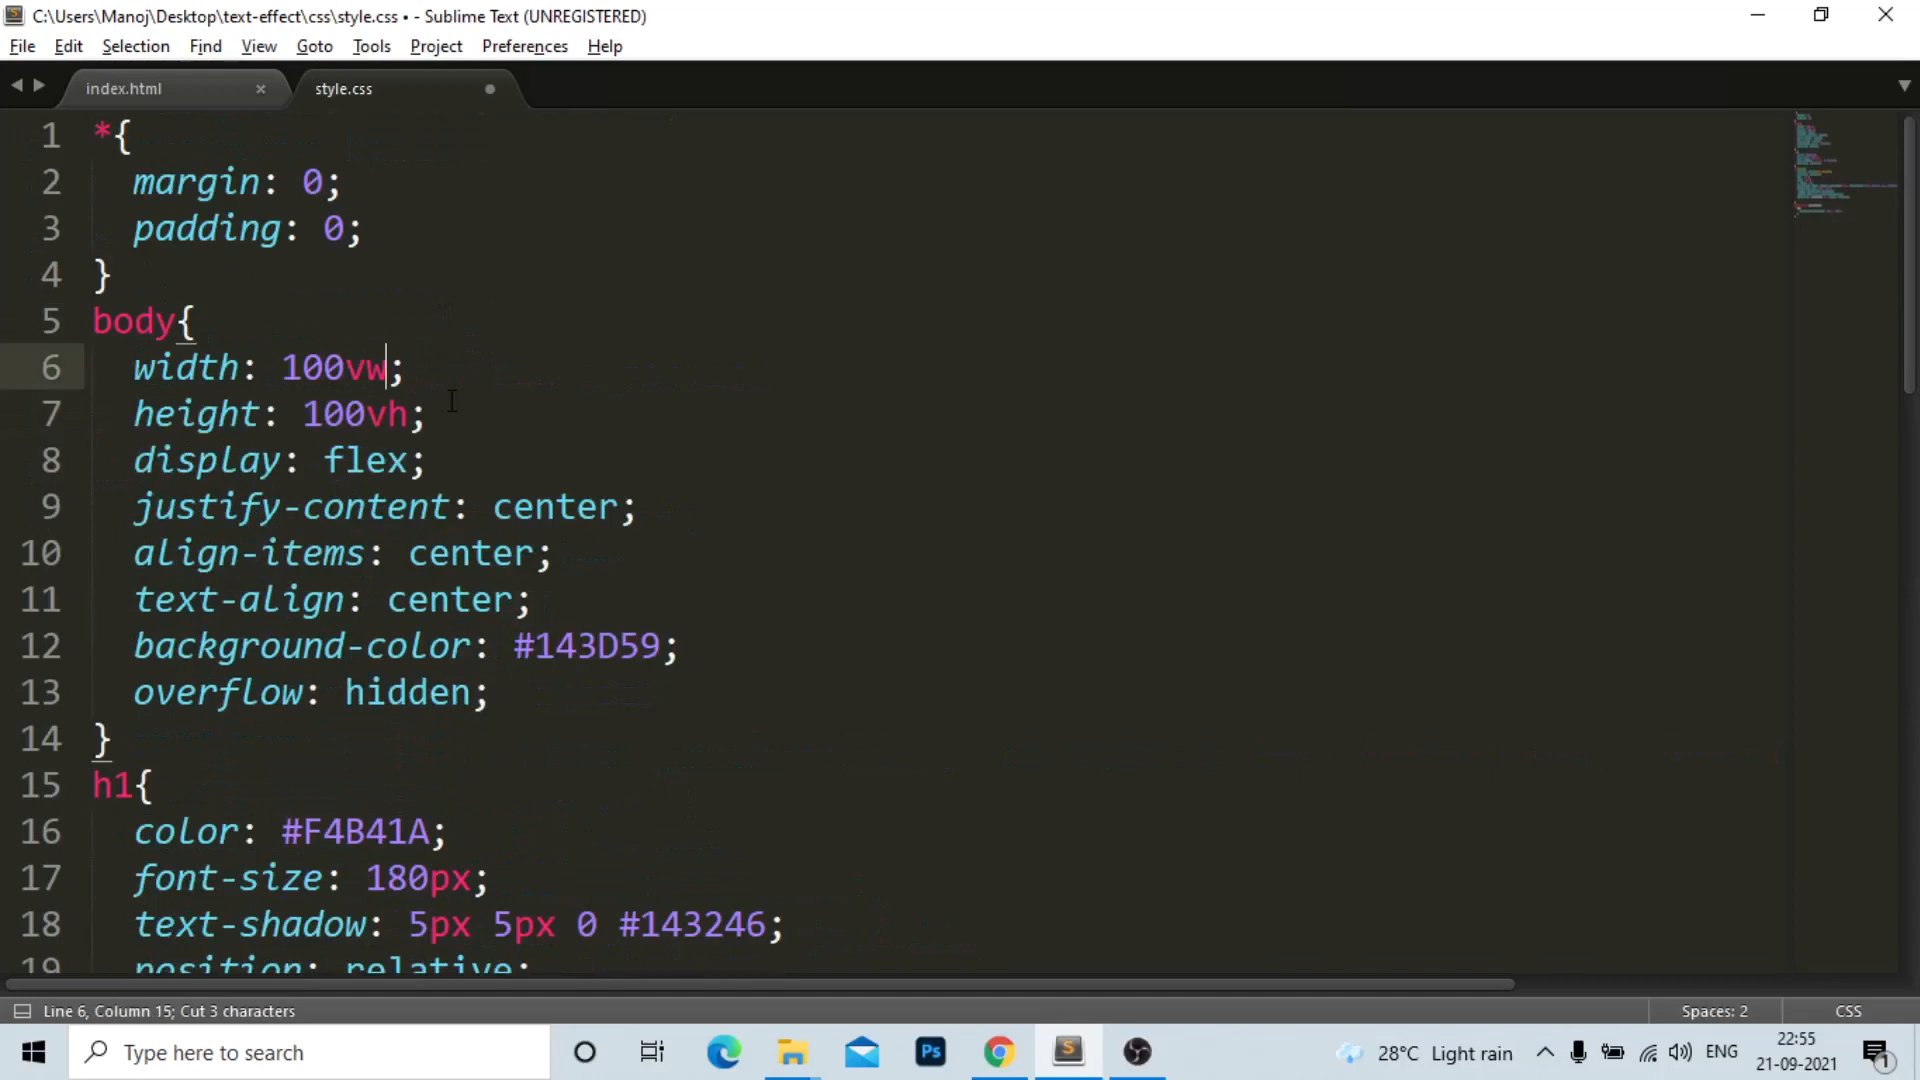 C:\Users\Manoj\Desktop\text-effect\css\style.css • - Sublime Text (UNREGISTERED)
File Edit Selection Find View Goto Tools Project Preferences Help
index.html × style.css
1 *{
2 margin: 0;
3 padding: 0;
4 }
5 body{
6 width: 100vw;
7 height: 100vh;
8 display: flex;
9 justify-content: center;
10 align-items: center;
11 text-align: center;
12 background-color: #143D59;
13 overflow: hidden;
14 }
15 h1{
16 color: #F4B41A;
17 font-size: 180px;
18 text-shadow: 5px 5px 0 #143246;
19 position: relative;
Line 6, Column 15; Cut 3 characters Spaces: 2 CSS
Type here to search Ps S 28°C Light rain ENG 22:55
21-09-2021 1